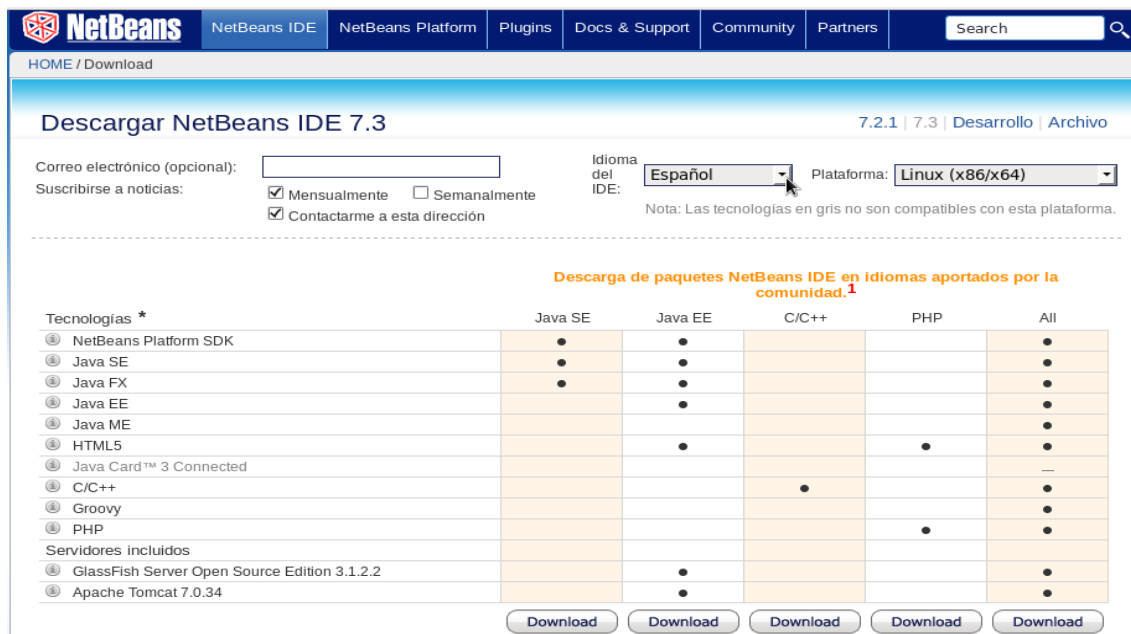 NetBeans NetBeans IDE NetBeans Platform Plugins Docs & Support Community Partners Search
HOME / Download
Descargar NetBeans IDE 7.3 7.2.1 | 7.3 | Desarrollo | Archivo
Correo electrónico (opcional):
Suscribirse a noticias:
Mensualmente Semanalmente
Contactarme a esta dirección
Idioma
del
IDE:
Español
Plataforma: Linux (x86/x64)
Nota: Las tecnologías en gris no son compatibles con esta plataforma.
Descarga de paquetes NetBeans IDE en idiomas aportados por la
comunidad.1
Tecnologías * Java SE Java EE C/C++ PHP All
NetBeans Platform SDK • • •
Java SE • • •
Java FX • • •
Java EE • •
Java ME •
HTML5 • • •
Java Card™ 3 Connected —
C/C++ • •
Groovy •
PHP • •
Servidores incluidos
GlassFish Server Open Source Edition 3.1.2.2 • •
Apache Tomcat 7.0.34 • •
Download Download Download Download Download